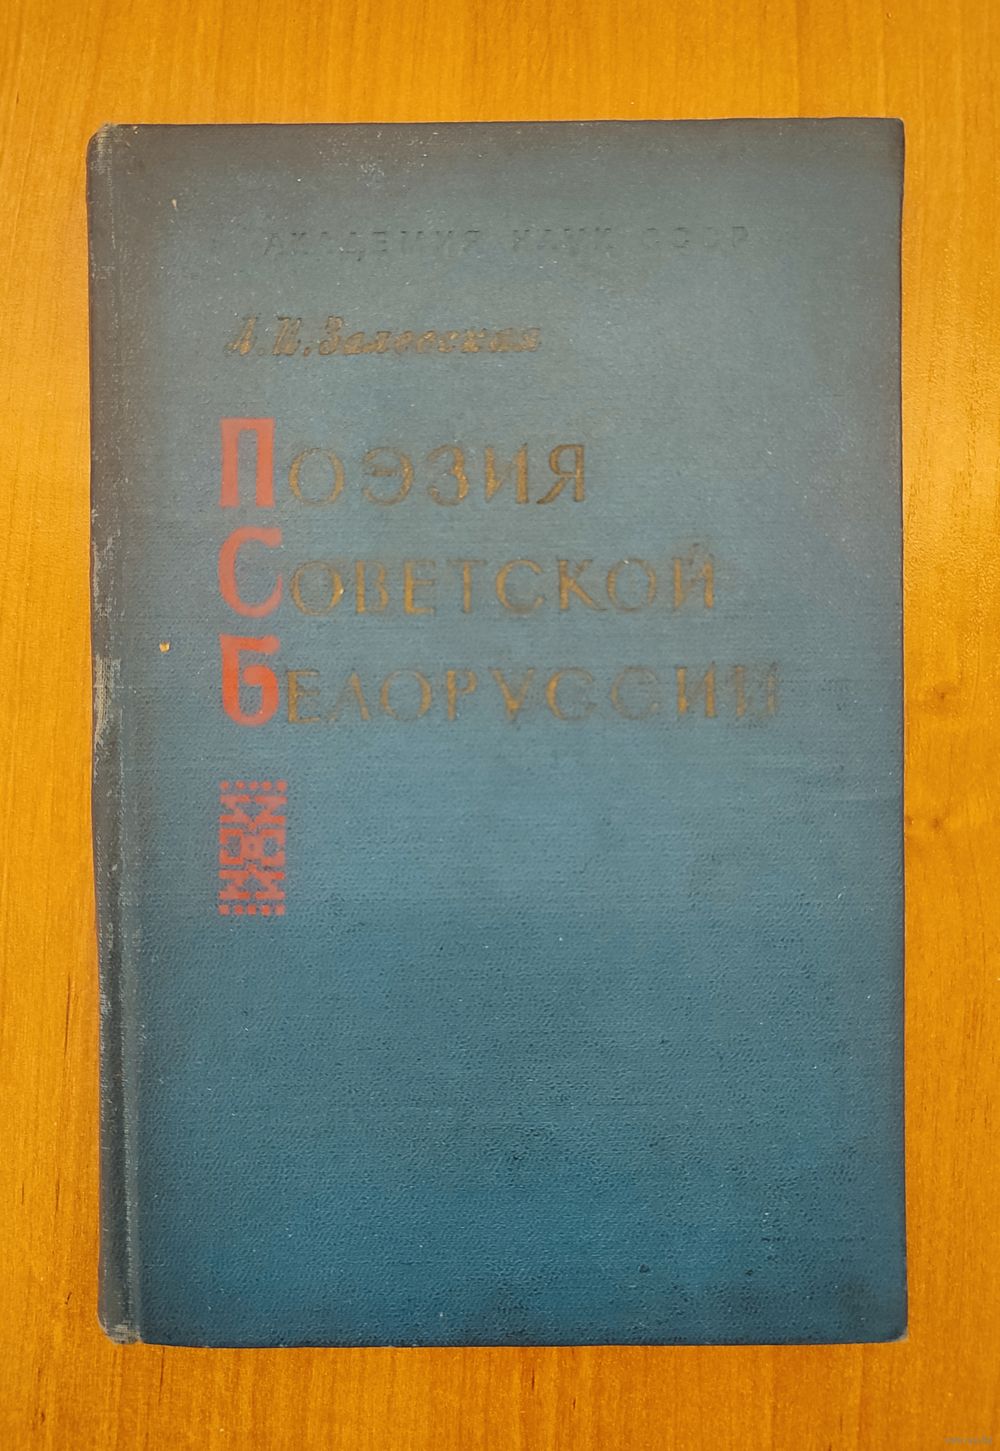 АКАДЕМИЯ НАУК СССР
Л.И.Залесская
ПОЭЗИЯ
СОВЕТСКОЙ
БЕЛОРУССИИ